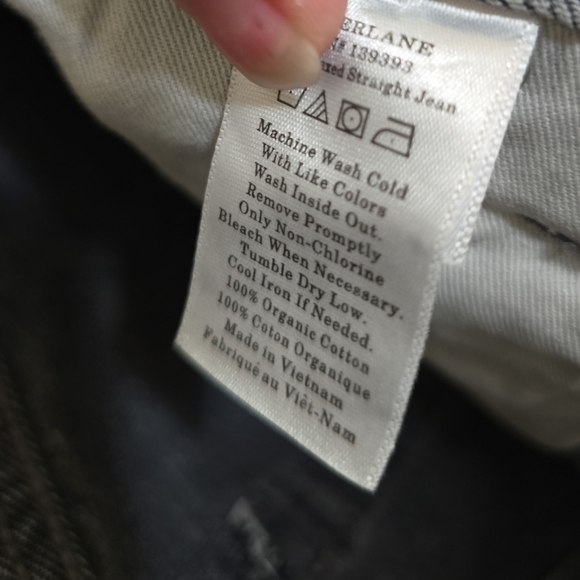 ERLANE
№ 139393
Straight Jean
Machine Wash Cold
With Like Colors
Wash Inside Out.
Remove Promptly
Only Non-Chlorine
Bleach When Necessary.
Tumble Dry Low.
Cool Iron If Needed.
100% Organic Cotton
100% Coton Organique
Made in Vietnam
Fabriqué au Viêt-Nam